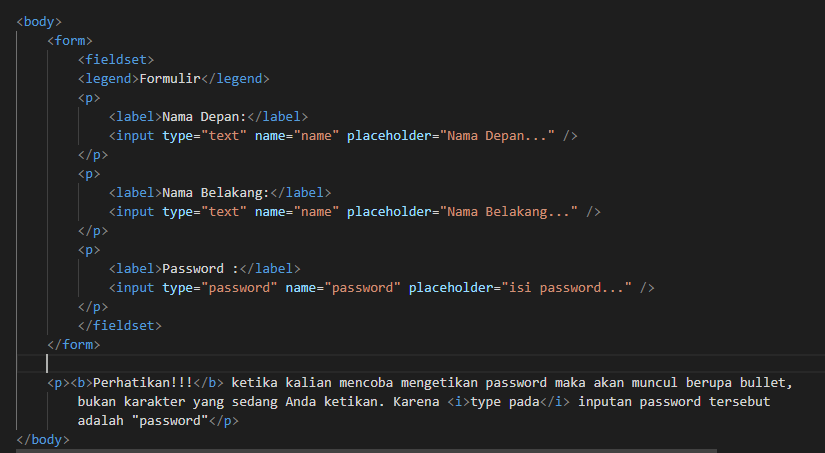 <body>
<form>
<fieldset>
<legend>Formulir</legend>
<p>
<label>Nama Depan:</label>
<input type="text" name="name" placeholder="Nama Depan..." />
</p>
<p>
<label>Nama Belakang:</label>
<input type="text" name="name" placeholder="Nama Belakang..." />
</p>
<p>
<label>Password :</label>
<input type="password" name="password" placeholder="isi password..." />
</p>
</fieldset>
</form>
<p><b>Perhatikan!!!</b> ketika kalian mencoba mengetikan password maka akan muncul berupa bullet,
bukan karakter yang sedang Anda ketikan. Karena <i>type pada</i> inputan password tersebut
adalah "password"</p>
</body>